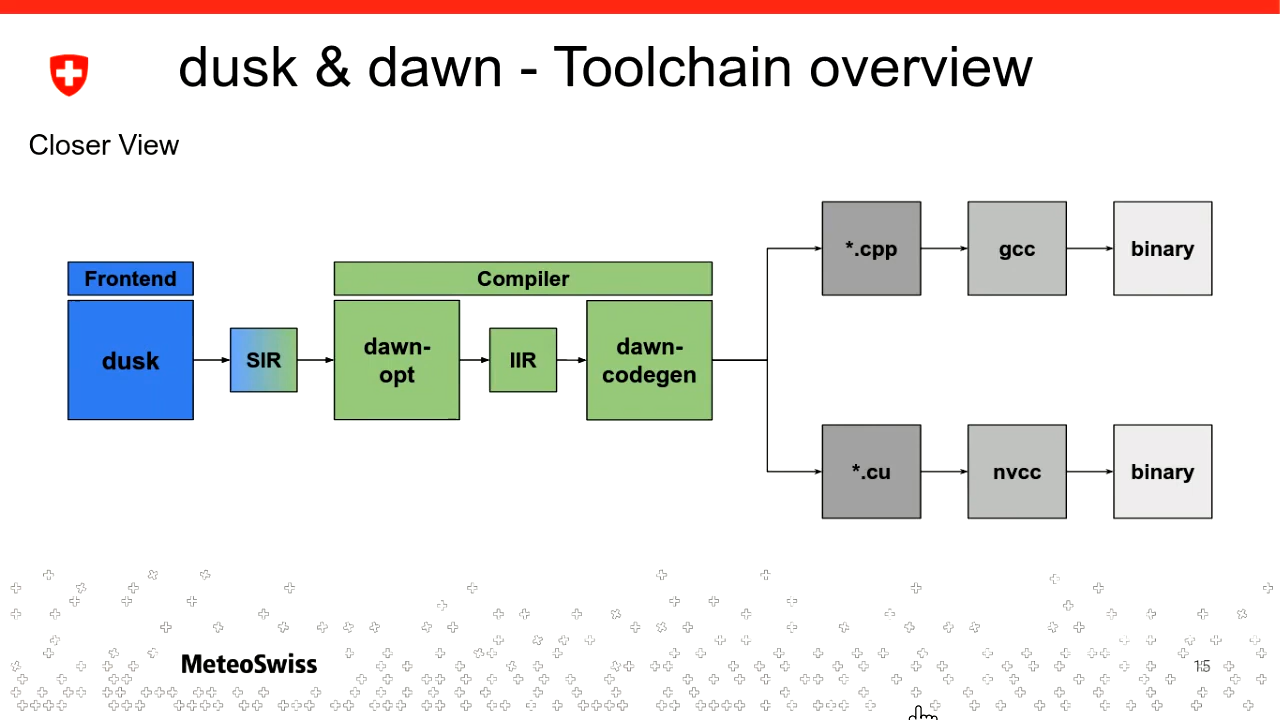 dusk & dawn - Toolchain overview
Closer View
Frontend
dusk
SIR
Compiler
dawn-
opt
IIR
dawn-
codegen
*.cpp
gcc
binary
*.cu
nvcc
binary
MeteoSwiss
15